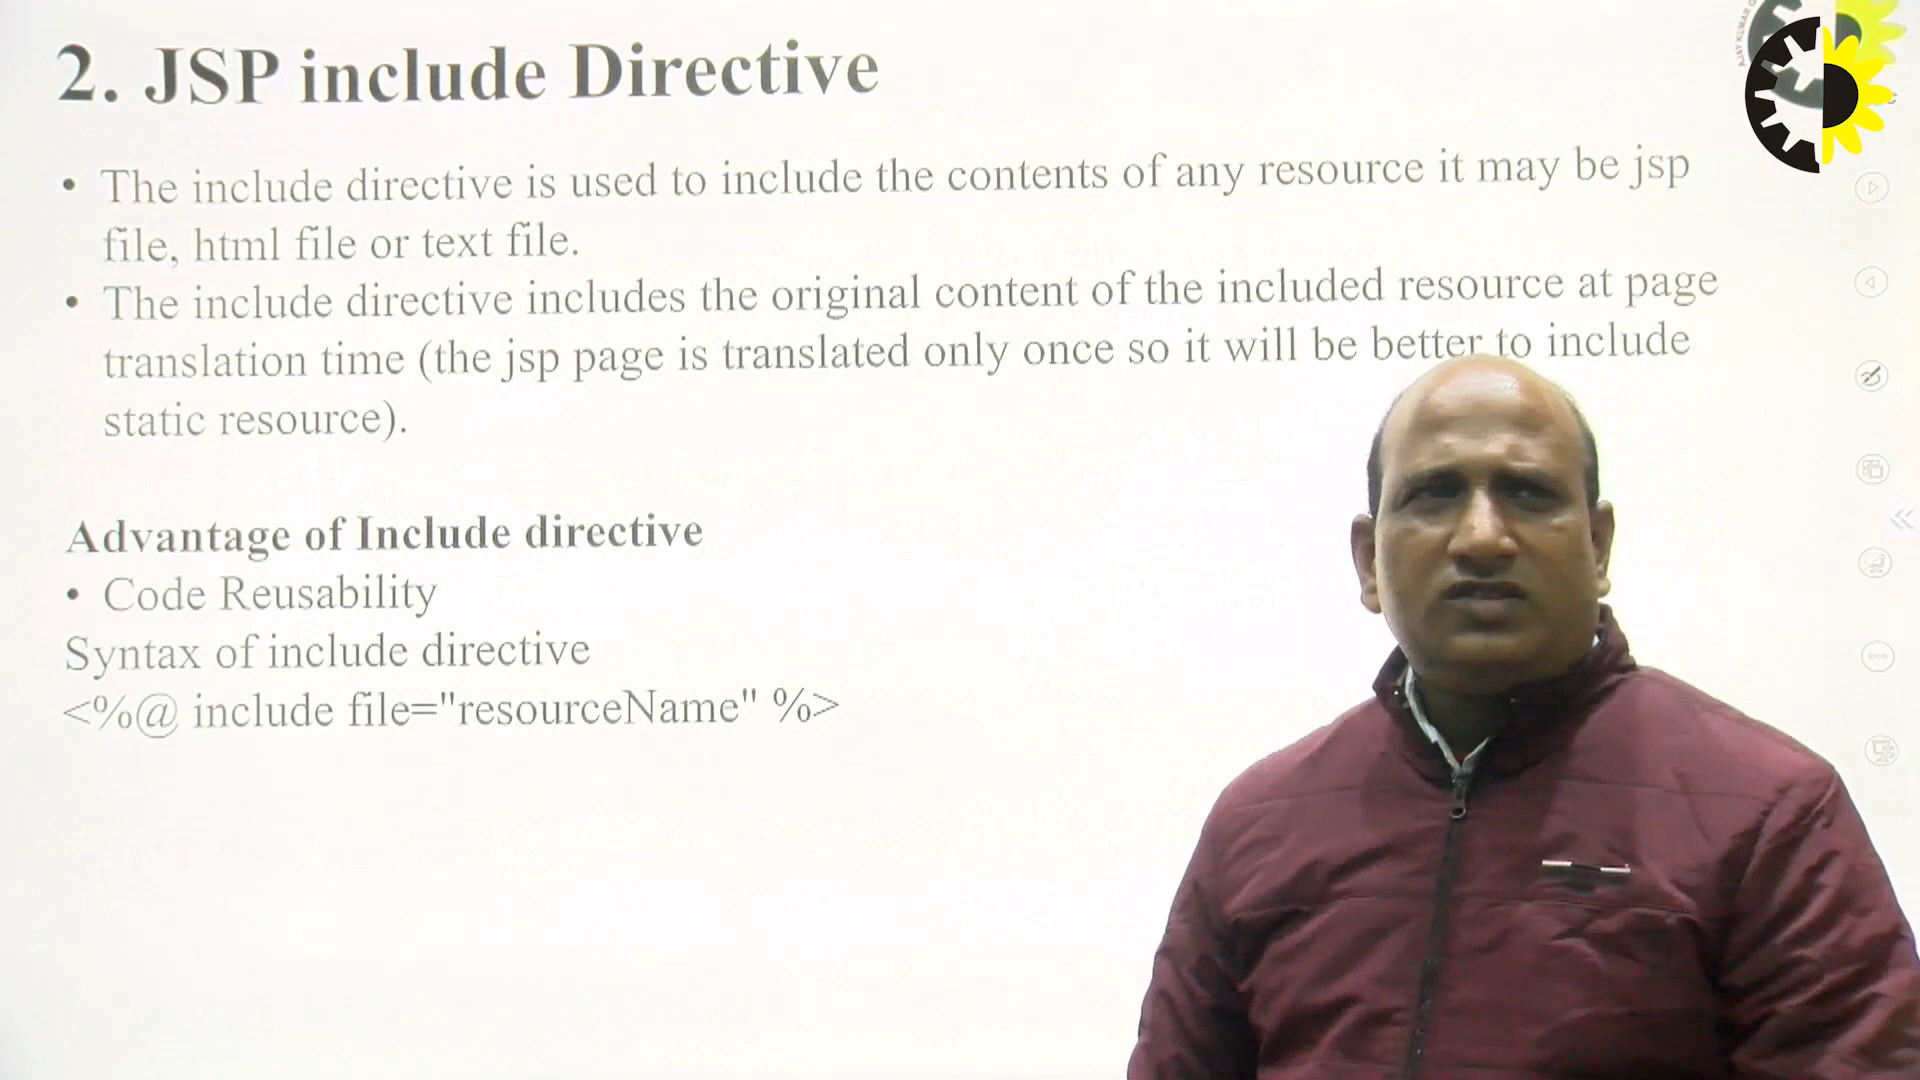 2. JSP include Directive
• The include directive is used to include the contents of any resource it may be jsp
file, html file or text file.
• The include directive includes the original content of the included resource at page
translation time (the jsp page is translated only once so it will be better to include
static resource).
Advantage of Include directive
• Code Reusability
Syntax of include directive
<%@ include file="resourceName" %>
AJAY KUMAR